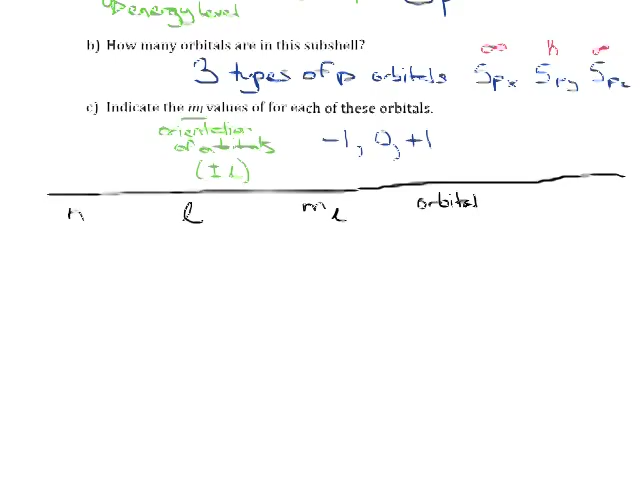 energy level
b) How many orbitals are in this subshell?
3 types of p orbitals 5px 5py 5pz
c) Indicate the ml values of for each of these orbitals.
orientation
of orbitals -1, 0, +1
(± l)
n l ml orbital